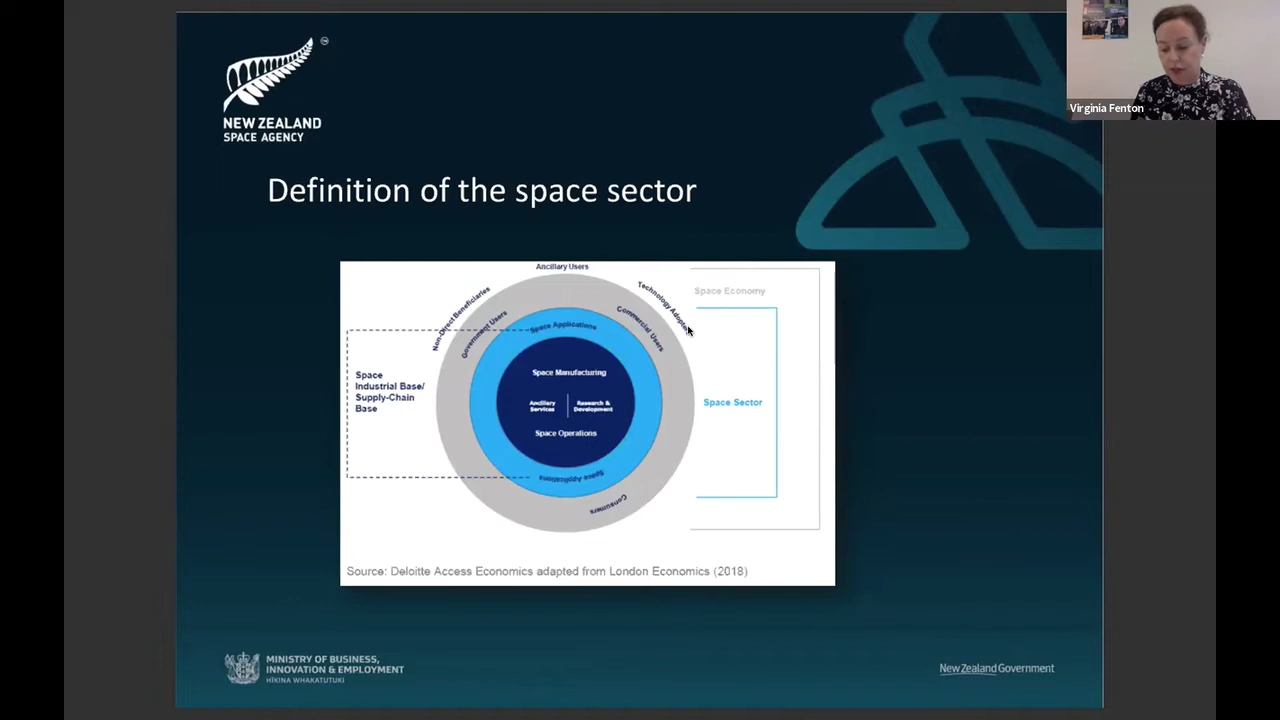 Virginia Fenton
NEW ZEALAND
SPACE AGENCY
Definition of the space sector
Ancillary Users
Non-Direct Beneficiaries
Government Users
Technology Adopters
Commercial Users
Space Applications
Space Manufacturing
Ancillary
Services
Research &
Development
Space Operations
Space Applications
Consumers
Space
Industrial Base/
Supply-Chain
Base
Space Economy
Space Sector
Source: Deloitte Access Economics adapted from London Economics (2018)
MINISTRY OF BUSINESS,
INNOVATION & EMPLOYMENT
HĪKINA WHAKATUTUKI
New Zealand Government